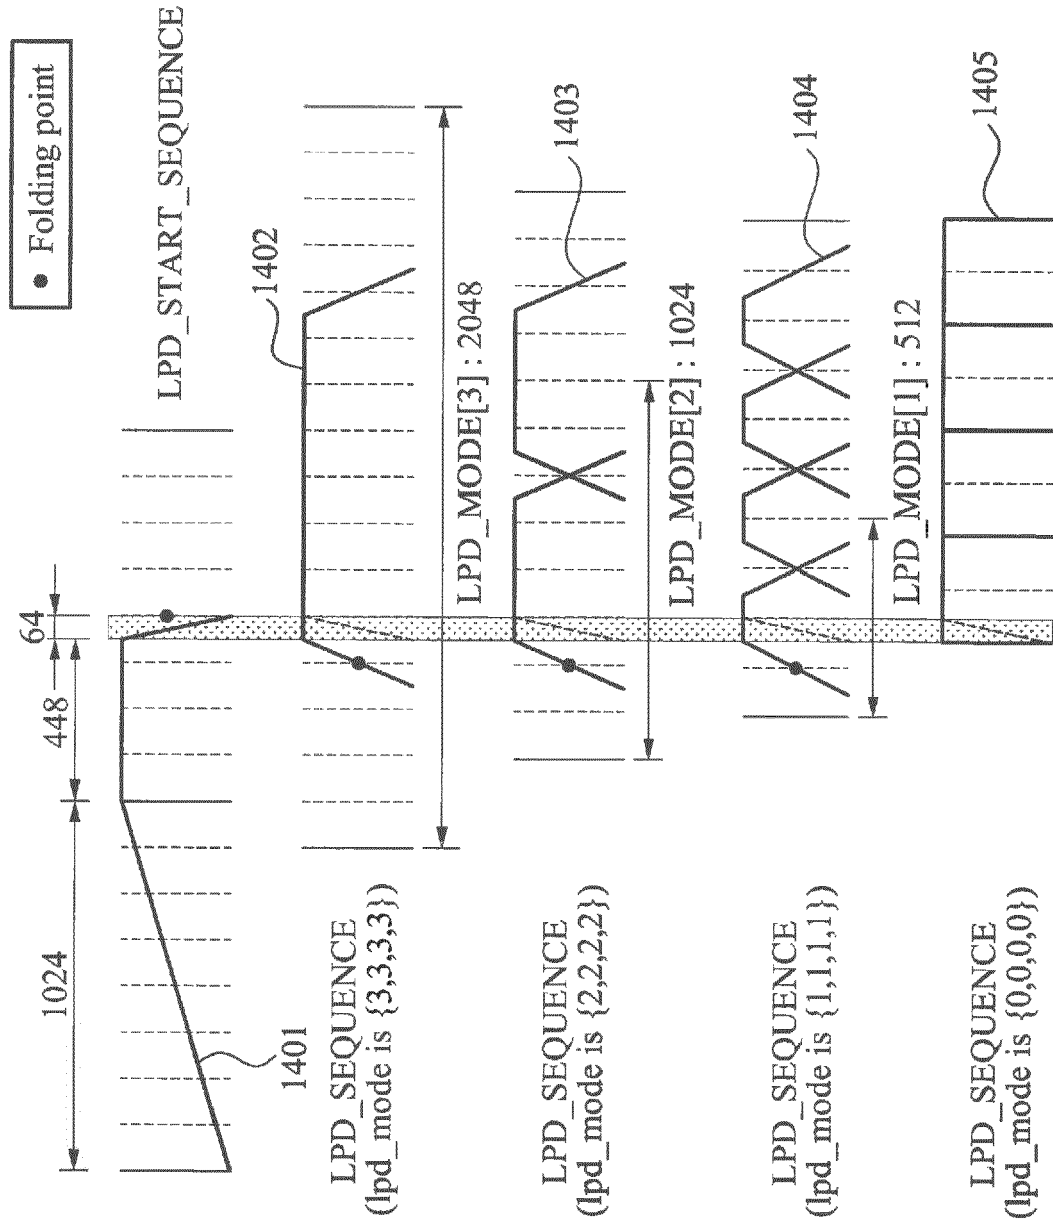 ● Folding point
1024
448
64
LPD_START_SEQUENCE
1401
LPD_SEQUENCE
(lpd_mode is {3,3,3,3})
1402
LPD_MODE[3] : 2048
LPD_SEQUENCE
(lpd_mode is {2,2,2,2})
1403
LPD_MODE[2] : 1024
LPD_SEQUENCE
(lpd_mode is {1,1,1,1})
1404
LPD_MODE[1] : 512
LPD_SEQUENCE
(lpd_mode is {0,0,0,0})
1405